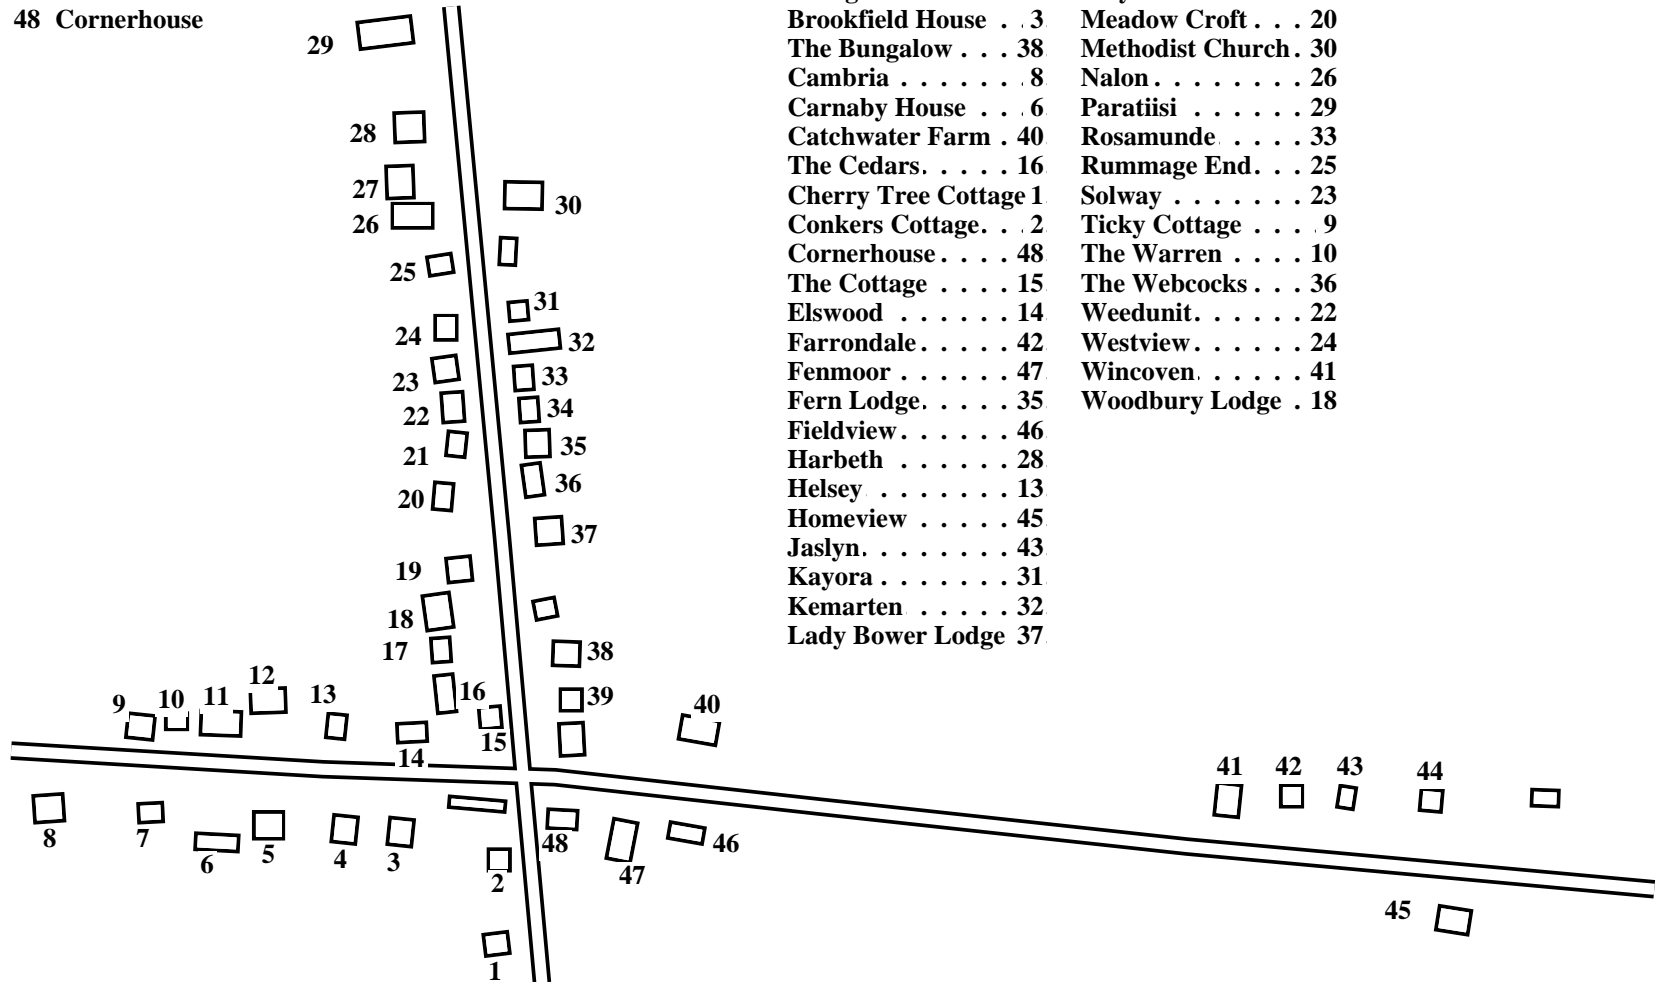 48 Cornerhouse
Brookfield House . . 3
The Bungalow . . . 38
Cambria . . . . . . . 8
Carnaby House . . . 6
Catchwater Farm . 40
The Cedars. . . . . 16
Cherry Tree Cottage 1
Conkers Cottage. . . 2
Cornerhouse . . . . 48
The Cottage . . . . 15
Elswood . . . . . . 14
Farrondale . . . . . 42
Fenmoor . . . . . . 47
Fern Lodge. . . . . 35
Fieldview. . . . . . 46
Harbeth . . . . . . 28
Helsey . . . . . . . 13
Homeview . . . . . 45
Jaslyn. . . . . . . . 43
Kayora . . . . . . . 31
Kemarten . . . . . . 32
Lady Bower Lodge 37
Meadow Croft . . . 20
Methodist Church . 30
Nalon . . . . . . . . 26
Paratiisi . . . . . . 29
Rosamunde . . . . . 33
Rummage End. . . 25
Solway . . . . . . . 23
Ticky Cottage . . . . 9
The Warren . . . . 10
The Webcocks . . . 36
Weedunit. . . . . . 22
Westview. . . . . . 24
Wincoven. . . . . . 41
Woodbury Lodge . 18
29
28
27
26
30
25
31
24
32
23
33
22
34
21
35
20
36
37
19
18
17
38
12
16
39
9
10
11
13
40
14
15
41
42
43
44
8
7
6
5
4
3
2
48
47
46
45
1